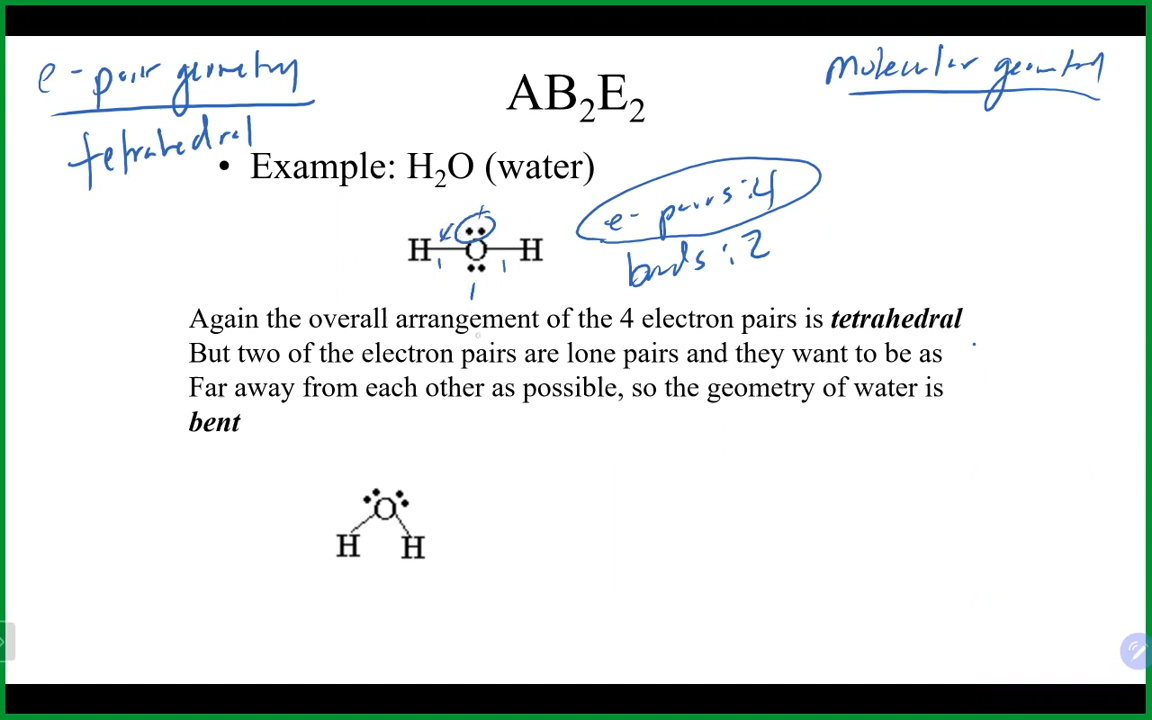 e- pair geometry
tetrahedral
AB₂E₂
molecular geometry
• Example: H₂O (water)
e- pairs: 4
bonds: 2
H—O—H
Again the overall arrangement of the 4 electron pairs is tetrahedral
But two of the electron pairs are lone pairs and they want to be as
Far away from each other as possible, so the geometry of water is
bent
O
H H